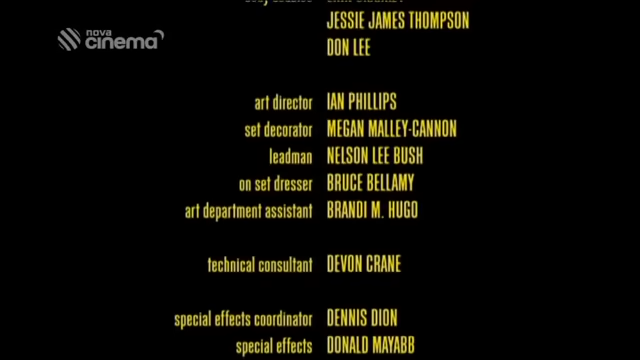 JESSIE JAMES THOMPSON
nova
cinema
DON LEE
art director IAN PHILLIPS
set decorator MEGAN MALLEY-CANNON
leadman NELSON LEE BUSH
on set dresser BRUCE BELLAMY
art department assistant BRANDI M. HUGO
technical consultant DEVON CRANE
special effects coordinator DENNIS DION
special effects DONALD MAYABB